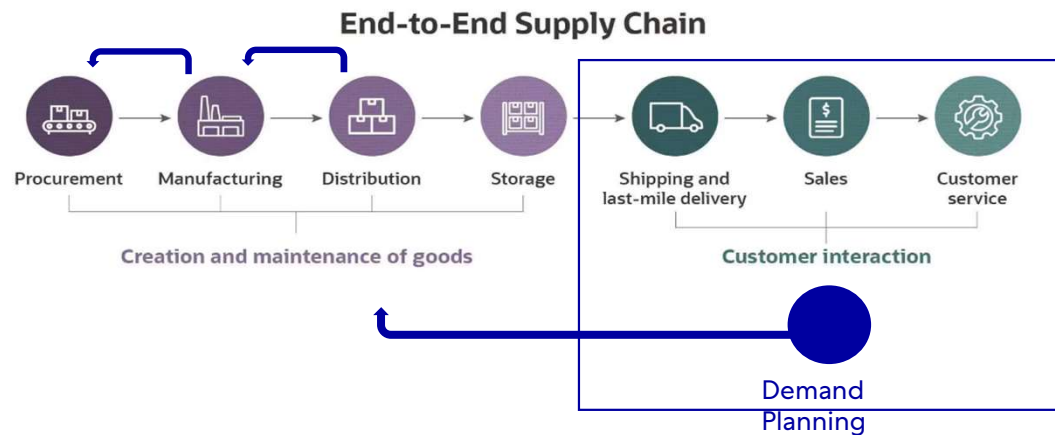 End-to-End Supply Chain
Procurement
Manufacturing
Distribution
Storage
Shipping and
last-mile delivery
Sales
Customer
service
Creation and maintenance of goods
Customer interaction
$
Demand
Planning